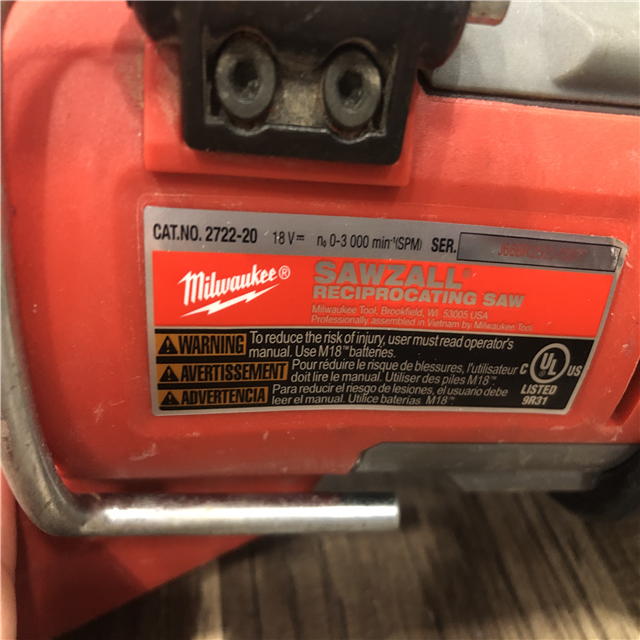 CAT.NO. 2722-20 18 V⎓ n₀ 0-3 000 min⁻¹(SPM) SER.
Milwaukee®
SAWZALL®
RECIPROCATING SAW
Milwaukee Tool, Brookfield, WI 53005 USA
Professionally assembled in Vietnam by Milwaukee Tool
WARNING To reduce the risk of injury, user must read operator's
manual. Use M18™ batteries.
AVERTISSEMENT Pour réduire le risque de blessures, l'utilisateur
doit lire le manual. Utiliser des piles M18™
ADVERTENCIA Para reducir el riesgo de lesiones, el usuario debe
leer el manual. Utilice baterías M18™
C UL US
LISTED
9R31